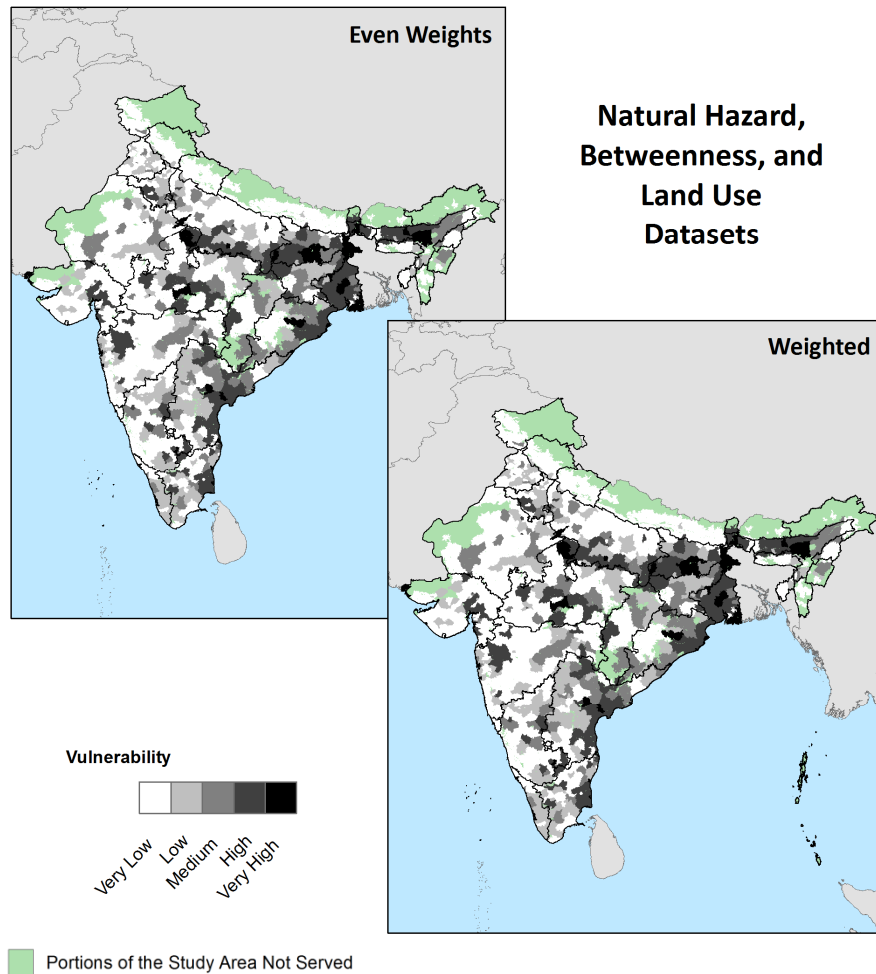 Even Weights
Natural Hazard,
Betweenness, and
Land Use
Datasets
Weighted
Vulnerability
Very Low
Low
Medium
High
Very High
Portions of the Study Area Not Served